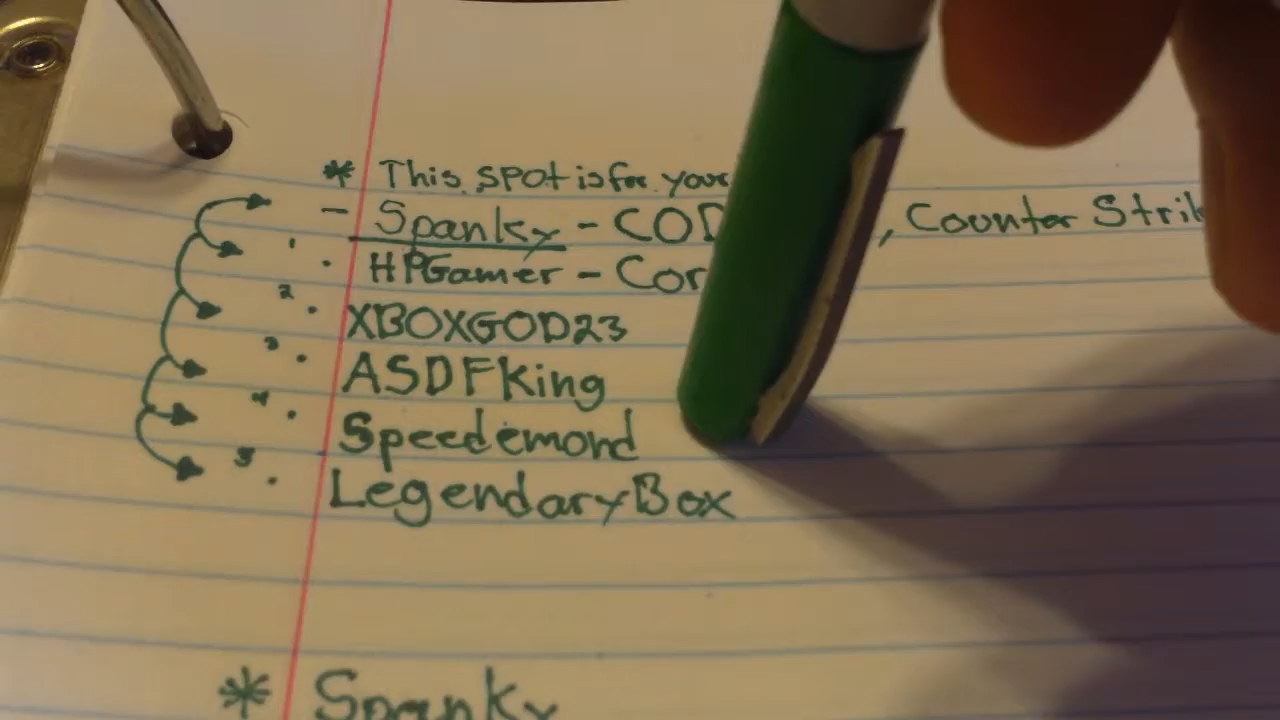 * This spot is for your
- Spanky - COD , Counter Strik
1 · HPGamer - Cor
2 · XBOXGOD23
3 · ASDFKing
4 · Speedemond
5 · LegendaryBox
* Spanky